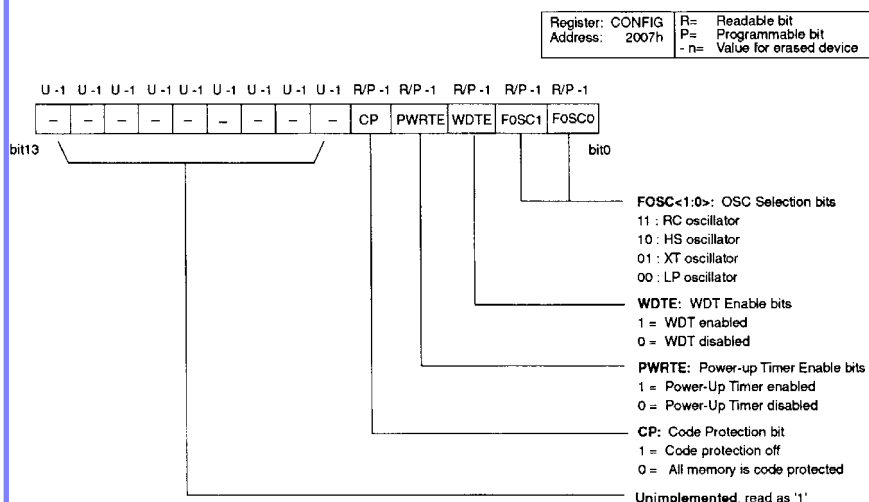 Register: CONFIG R= Readable bit
Address: 2007h P= Programmable bit
- n= Value for erased device
U -1 U -1 U -1 U -1 U -1 U -1 U -1 U -1 U -1 R/P -1 R/P -1 R/P -1 R/P -1 R/P -1
– – – – – – – – – CP PWRTE WDTE FOSC1 FOSC0
bit13 bit0
FOSC<1:0>: OSC Selection bits
11 : RC oscillator
10 : HS oscillator
01 : XT oscillator
00 : LP oscillator
WDTE: WDT Enable bits
1 = WDT enabled
0 = WDT disabled
PWRTE: Power-up Timer Enable bits
1 = Power-Up Timer enabled
0 = Power-Up Timer disabled
CP: Code Protection bit
1 = Code protection off
0 = All memory is code protected
Unimplemented, read as '1'